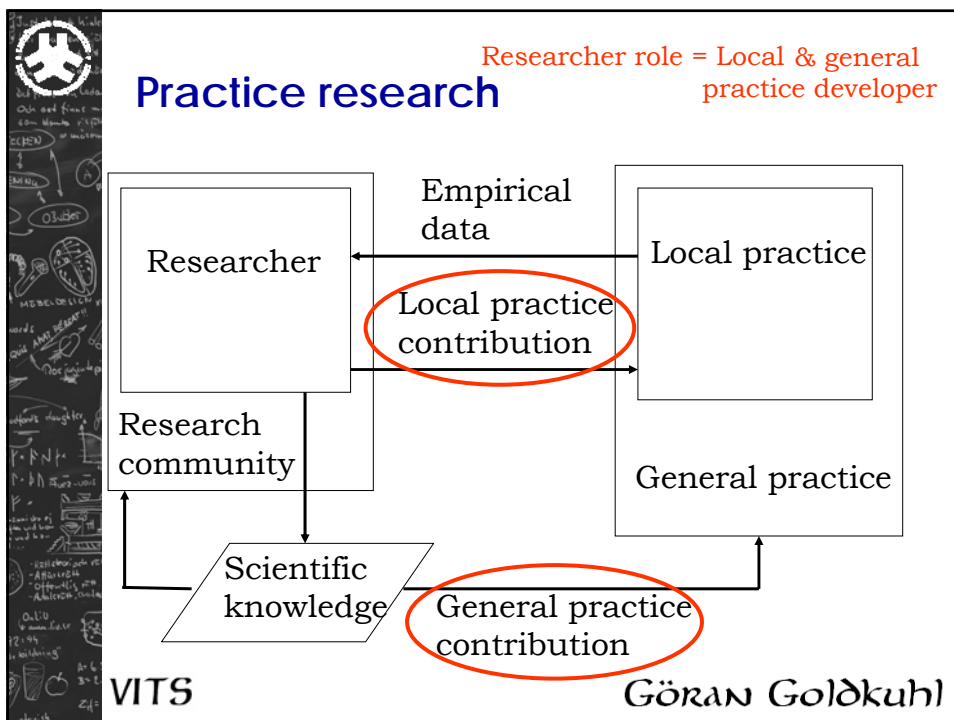 Researcher role = Local & general
practice developer
Practice research
Empirical
data
Researcher
Local practice
Local practice
contribution
Research
community
General practice
Scientific
knowledge
General practice
contribution
VITS
Göran Goldkuhl